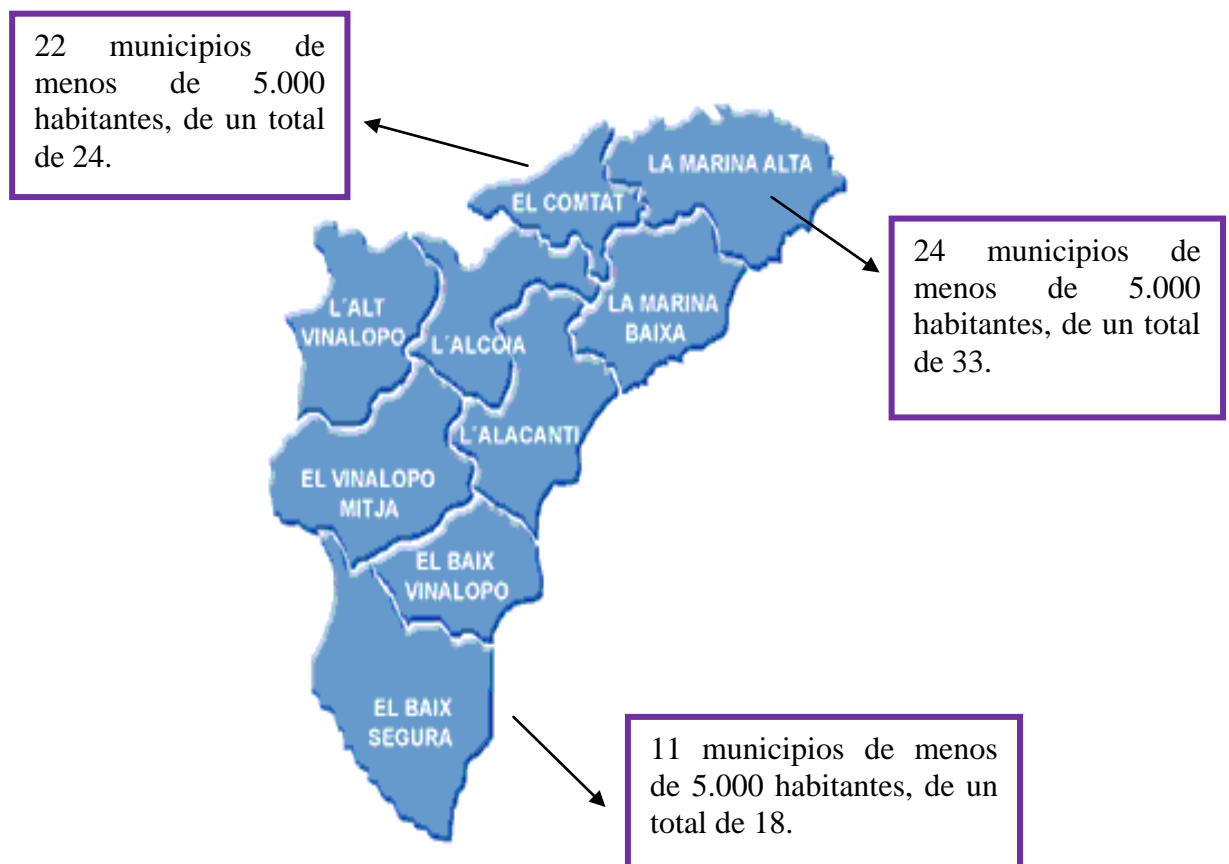 22 municipios de
menos de 5.000
habitantes, de un total
de 24.
LA MARINA ALTA
EL COMTAT
24 municipios de
menos de 5.000
habitantes, de un total
de 33.
L´ALT
VINALOPO
L´ALCOIA
LA MARINA
BAIXA
L´ALACANTI
EL VINALOPO
MITJA
EL BAIX
VINALOPO
EL BAIX
SEGURA
11 municipios de menos
de 5.000 habitantes, de un
total de 18.